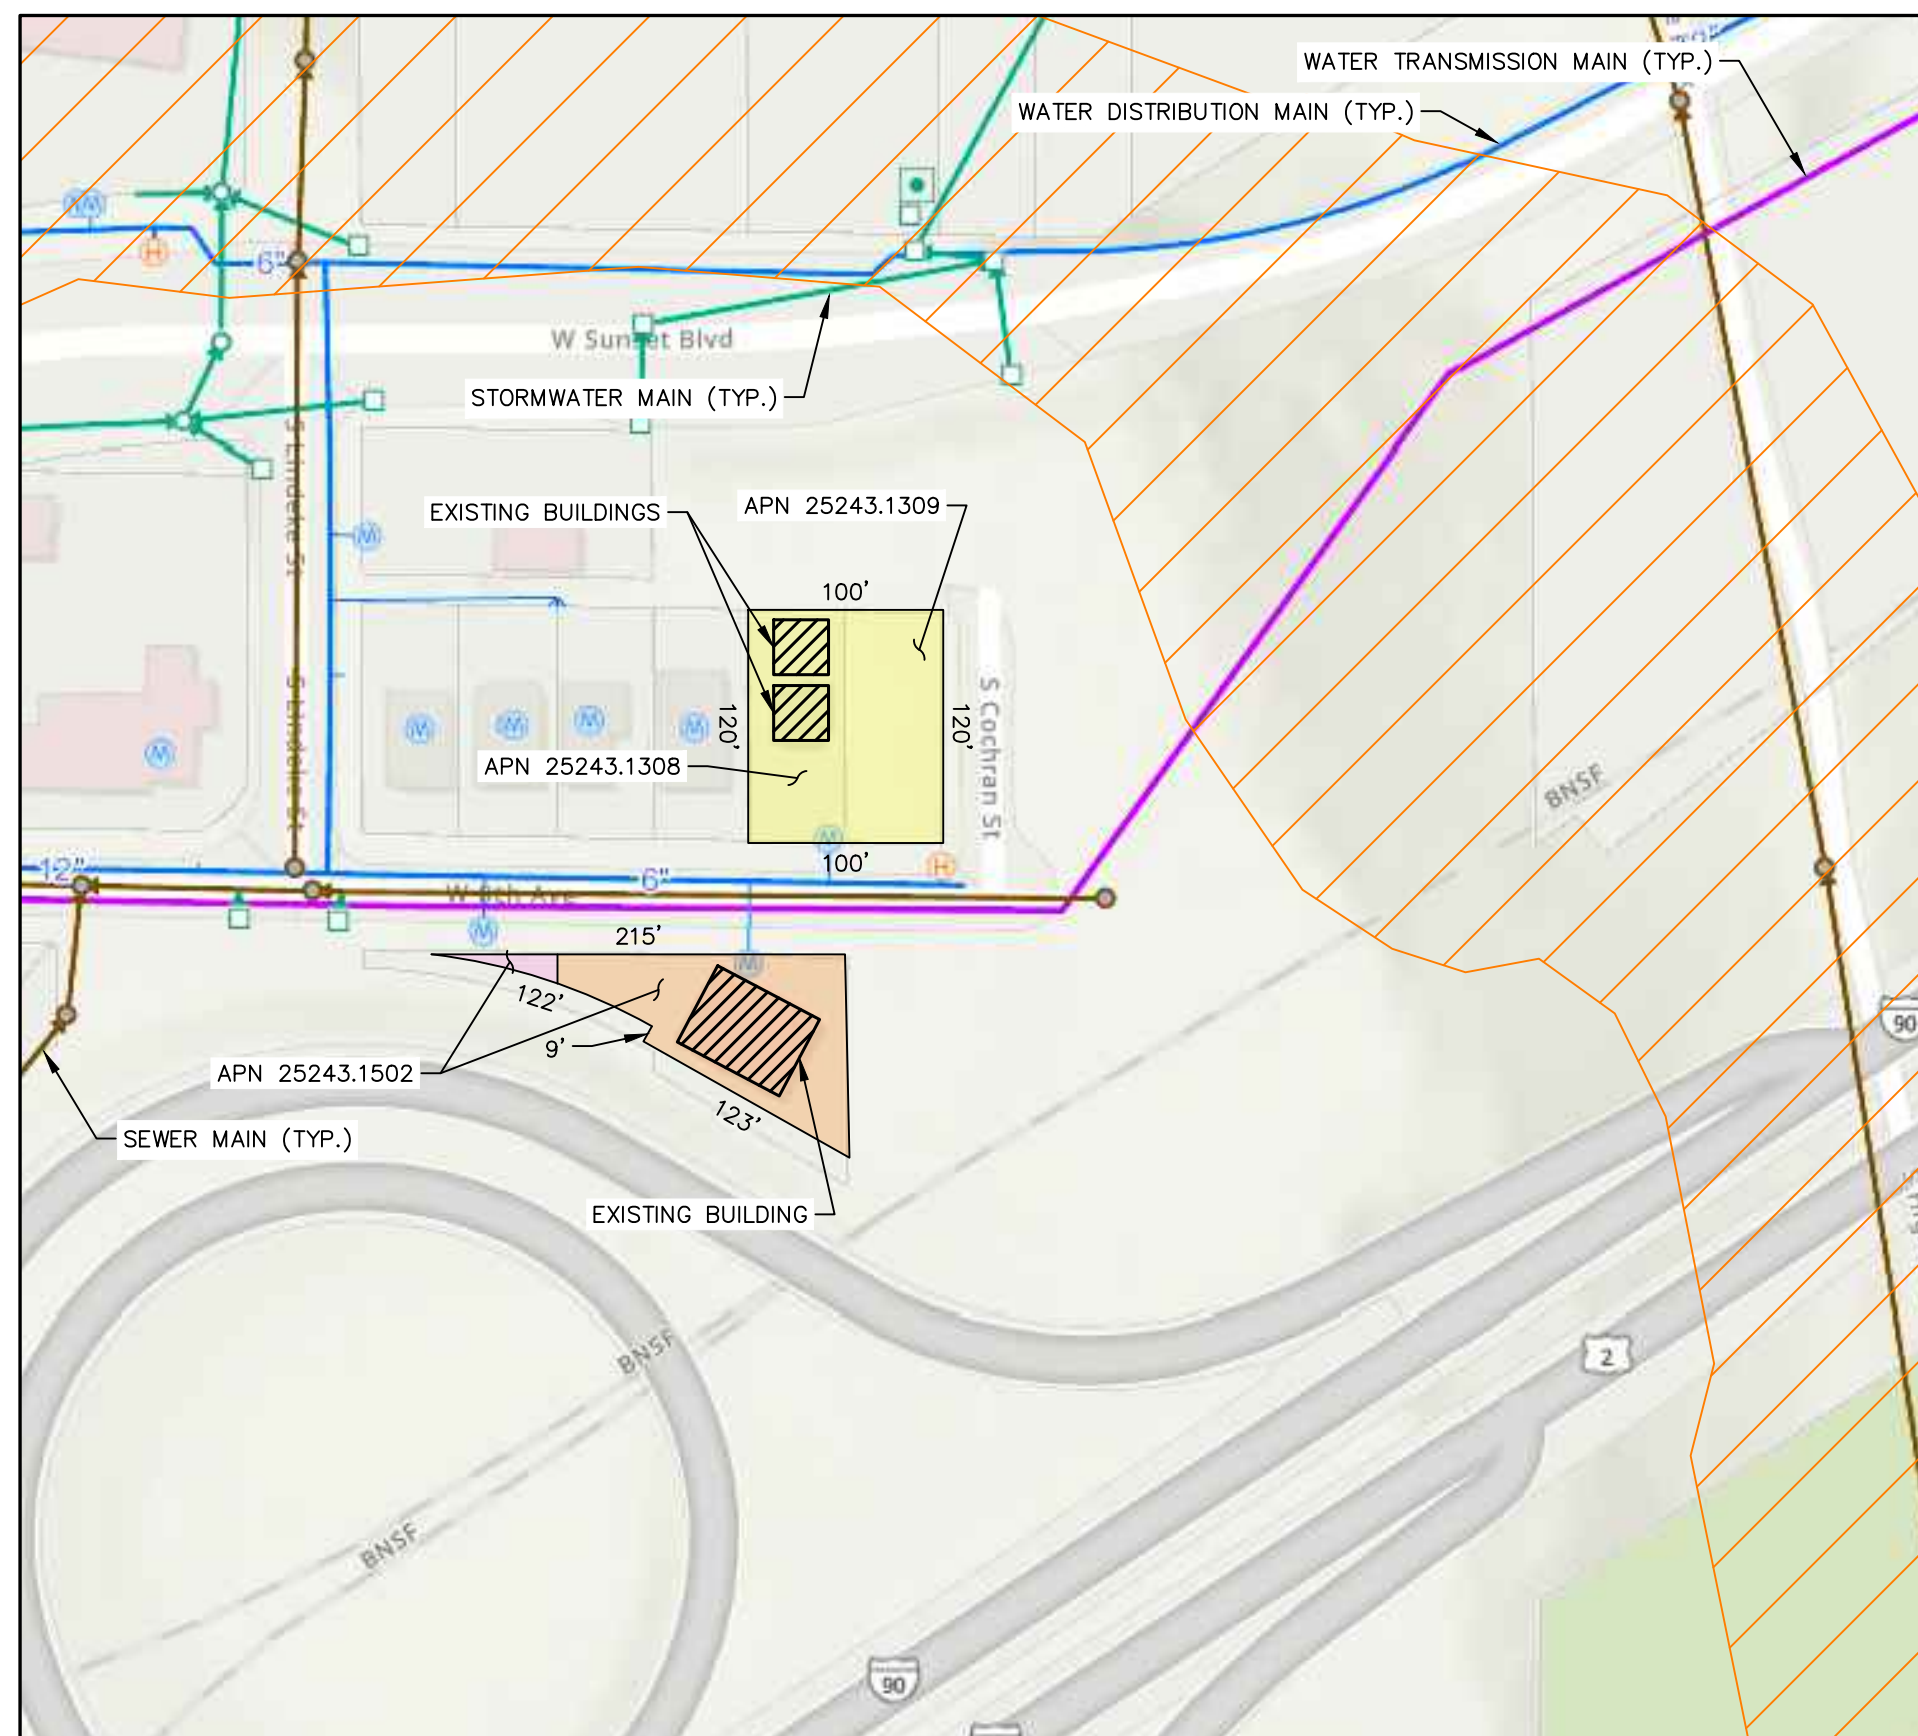 WATER TRANSMISSION MAIN (TYP.)
WATER DISTRIBUTION MAIN (TYP.)
M
H
6"
W Sunset Blvd
STORMWATER MAIN (TYP.)
S Lindeke St
EXISTING BUILDINGS
APN 25243.1309
M
100'
120'
120'
S Cochran St
S Lindeke St
M
M
M
M
M
APN 25243.1308
BNSF
M
100'
H
12"
6"
W 8th Ave
M
215'
M
122'
9'
90
APN 25243.1502
123'
SEWER MAIN (TYP.)
EXISTING BUILDING
BNSF
2
BNSF
90